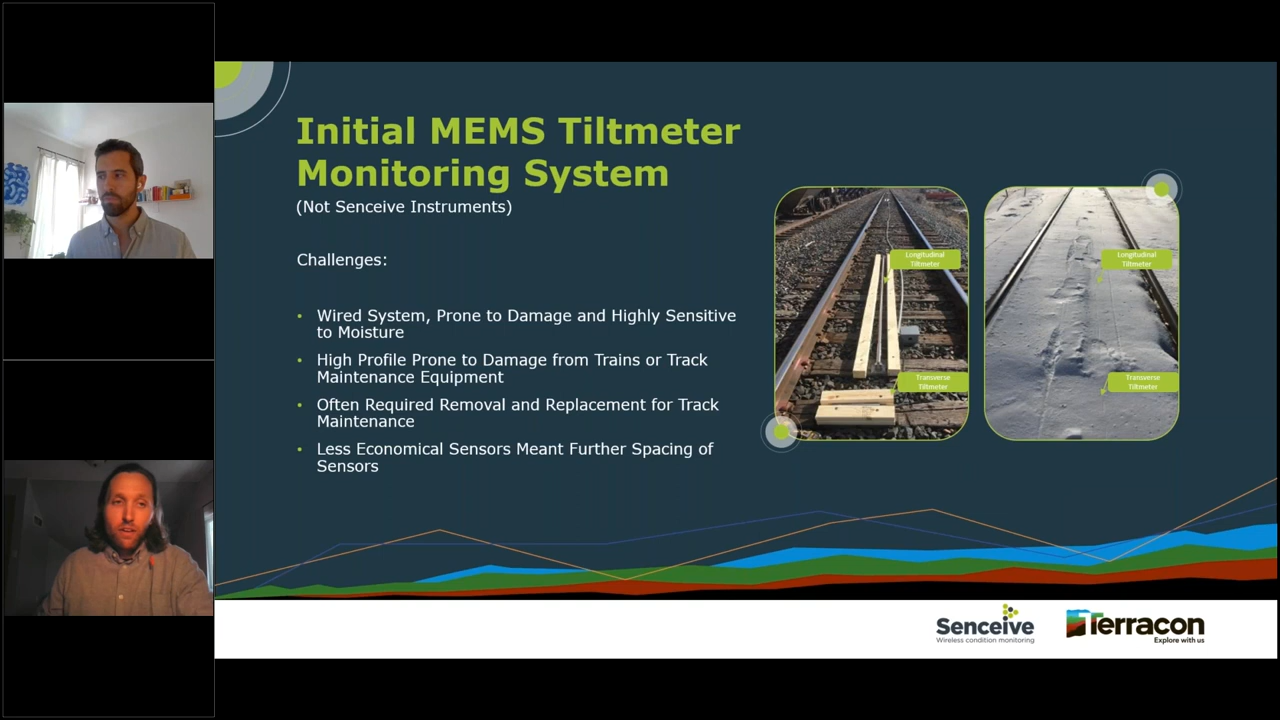 Initial MEMS Tiltmeter
Monitoring System
(Not Senceive Instruments)
Challenges:
• Wired System, Prone to Damage and Highly Sensitive
to Moisture
• High Profile Prone to Damage from Trains or Track
Maintenance Equipment
• Often Required Removal and Replacement for Track
Maintenance
• Less Economical Sensors Meant Further Spacing of
Sensors
Longitudinal
Tiltmeter
Transverse
Tiltmeter
Longitudinal
Tiltmeter
Transverse
Tiltmeter
Senceive
Wireless condition monitoring
Terracon
Explore with us